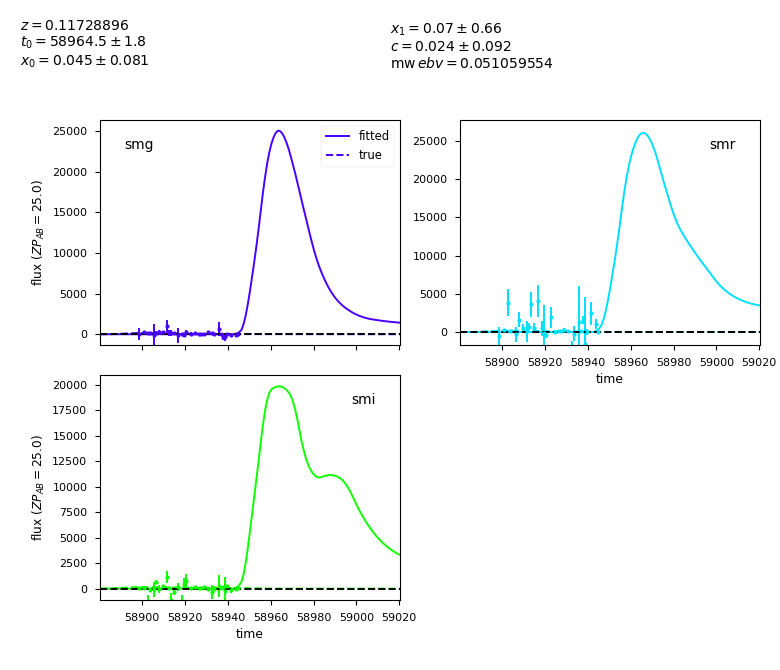 z = 0.11728896
t0 = 58964.5 ± 1.8
x0 = 0.045 ± 0.081
x1 = 0.07 ± 0.66
c = 0.024 ± 0.092
mw ebv = 0.051059554
smg
fitted
true
flux (ZP_AB = 25.0)
25000
20000
15000
10000
5000
0
smr
25000
20000
15000
10000
5000
0
58900 58920 58940 58960 58980 59000 59020
time
smi
flux (ZP_AB = 25.0)
20000
17500
15000
12500
10000
7500
5000
2500
0
58900 58920 58940 58960 58980 59000 59020
time